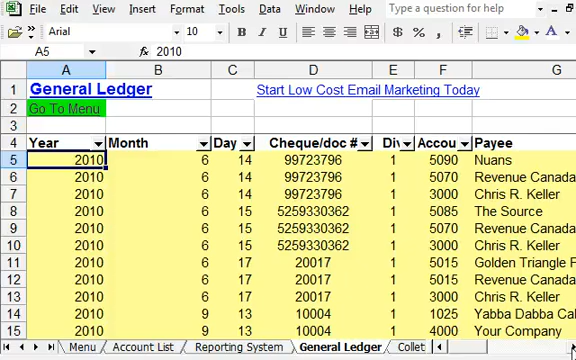 File Edit View Insert Format Tools Data Window Help Type a question for help
Arial 10 B I U $ %
A5 fx 2010
A B C D E F G
1 General Ledger Start Low Cost Email Marketing Today
2 Go To Menu
3
4 Year Month Day Cheque/doc # Div Accou Payee
5 2010 6 14 99723796 1 5090 Nuans
6 2010 6 14 99723796 1 5070 Revenue Canada
7 2010 6 14 99723796 1 3000 Chris R. Keller
8 2010 6 15 5259330362 1 5085 The Source
9 2010 6 15 5259330362 1 5070 Revenue Canada
10 2010 6 15 5259330362 1 3000 Chris R. Keller
11 2010 6 17 20017 1 5015 Golden Triangle F
12 2010 6 17 20017 1 5015 Revenue Canada
13 2010 6 17 20017 1 3000 Chris R. Keller
14 2010 9 13 10004 1 1025 Yabba Dabba Cal
15 2010 9 13 10004 1 4000 Your Company
Menu Account List Reporting System General Ledger Collet